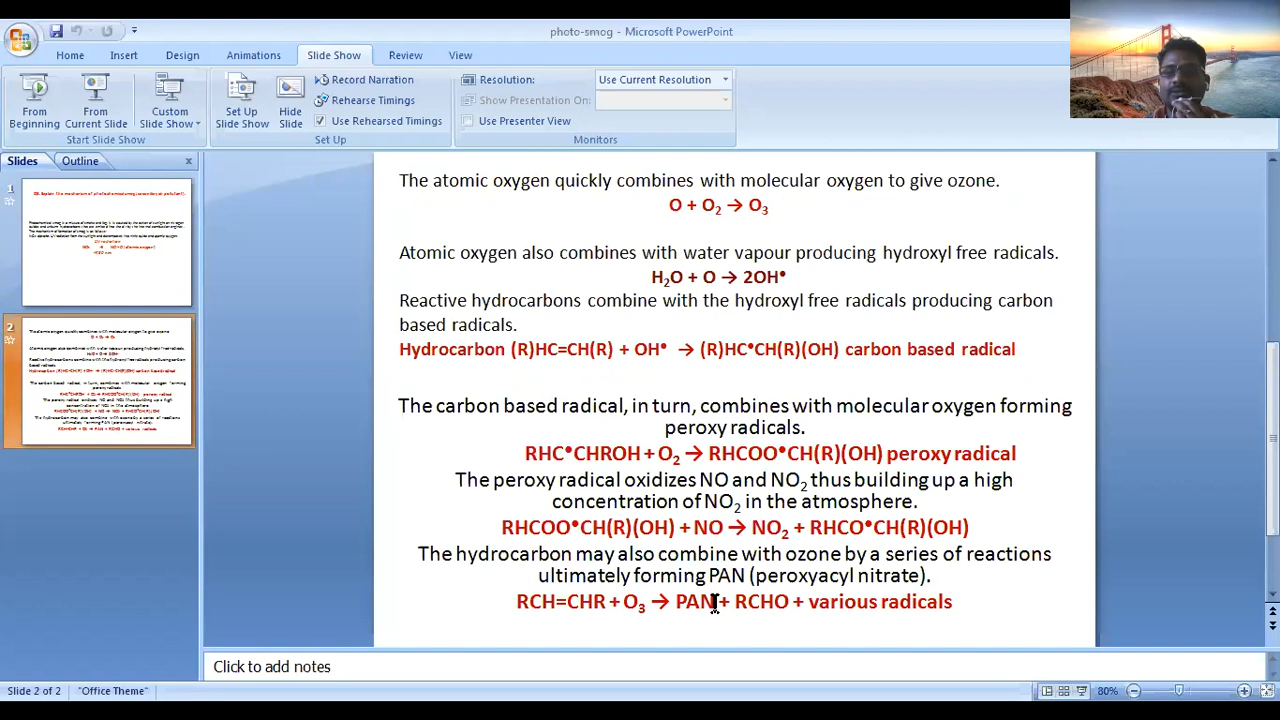 photo-smog - Microsoft PowerPoint
Home Insert Design Animations Slide Show Review View
From Beginning
From Current Slide
Custom Slide Show
Start Slide Show
Set Up Slide Show
Hide Slide
Record Narration
Rehearse Timings
Use Rehearsed Timings
Set Up
Resolution: Use Current Resolution
Show Presentation On:
Use Presenter View
Monitors
Slides Outline
1
2
The atomic oxygen quickly combines with molecular oxygen to give ozone.
O + O₂ → O₃
Atomic oxygen also combines with water vapour producing hydroxyl free radicals.
H₂O + O → 2OH•
Reactive hydrocarbons combine with the hydroxyl free radicals producing carbon
based radicals.
Hydrocarbon (R)HC=CH(R) + OH• → (R)HC•CH(R)(OH) carbon based radical
The carbon based radical, in turn, combines with molecular oxygen forming
peroxy radicals.
RHC•CHROH + O₂ → RHCOO•CH(R)(OH) peroxy radical
The peroxy radical oxidizes NO and NO₂ thus building up a high
concentration of NO₂ in the atmosphere.
RHCOO•CH(R)(OH) + NO → NO₂ + RHCO•CH(R)(OH)
The hydrocarbon may also combine with ozone by a series of reactions
ultimately forming PAN (peroxyacyl nitrate).
RCH=CHR + O₃ → PAN + RCHO + various radicals
Click to add notes
Slide 2 of 2 "Office Theme" 80%